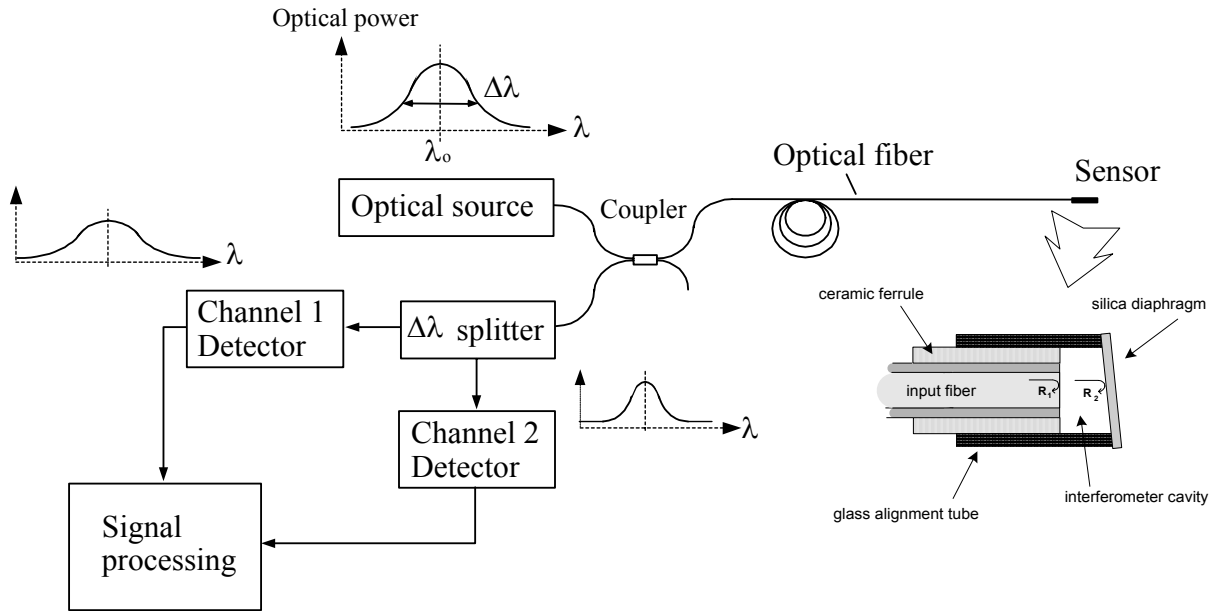 Optical power
Δλ
λ
λo
Optical fiber
Sensor
Optical source
Coupler
λ
ceramic ferrule
silica diaphragm
Channel 1
Detector
Δλ splitter
input fiber
R1
R2
λ
Channel 2
Detector
interferometer cavity
glass alignment tube
Signal
processing